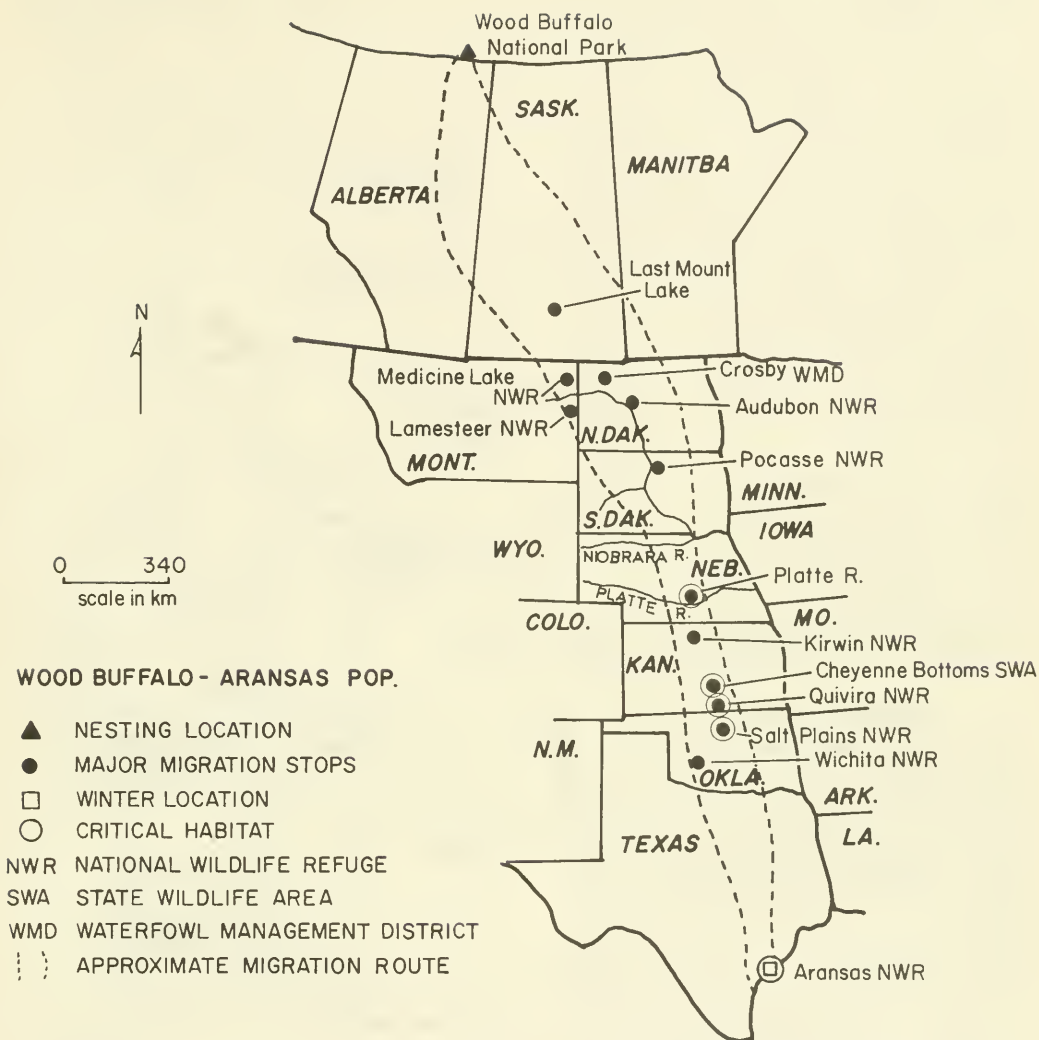 Wood Buffalo
National Park
SASK.
MANITBA
ALBERTA
Last Mount
Lake
N
Medicine Lake
NWR
Crosby WMD
Audubon NWR
Lamesteer NWR
N.DAK.
MONT.
Pocasse NWR
MINN.
S.DAK.
IOWA
WYO.
NIOBRARA R.
NEB.
0 340
scale in km
Platte R.
PLATTE R.
COLO.
MO.
Kirwin NWR
KAN.
Cheyenne Bottoms SWA
Quivira NWR
Salt Plains NWR
N.M.
Wichita NWR
OKLA.
ARK.
TEXAS
LA.
Aransas NWR
WOOD BUFFALO - ARANSAS POP.
NESTING LOCATION
MAJOR MIGRATION STOPS
WINTER LOCATION
CRITICAL HABITAT
NWR NATIONAL WILDLIFE REFUGE
SWA STATE WILDLIFE AREA
WMD WATERFOWL MANAGEMENT DISTRICT
APPROXIMATE MIGRATION ROUTE